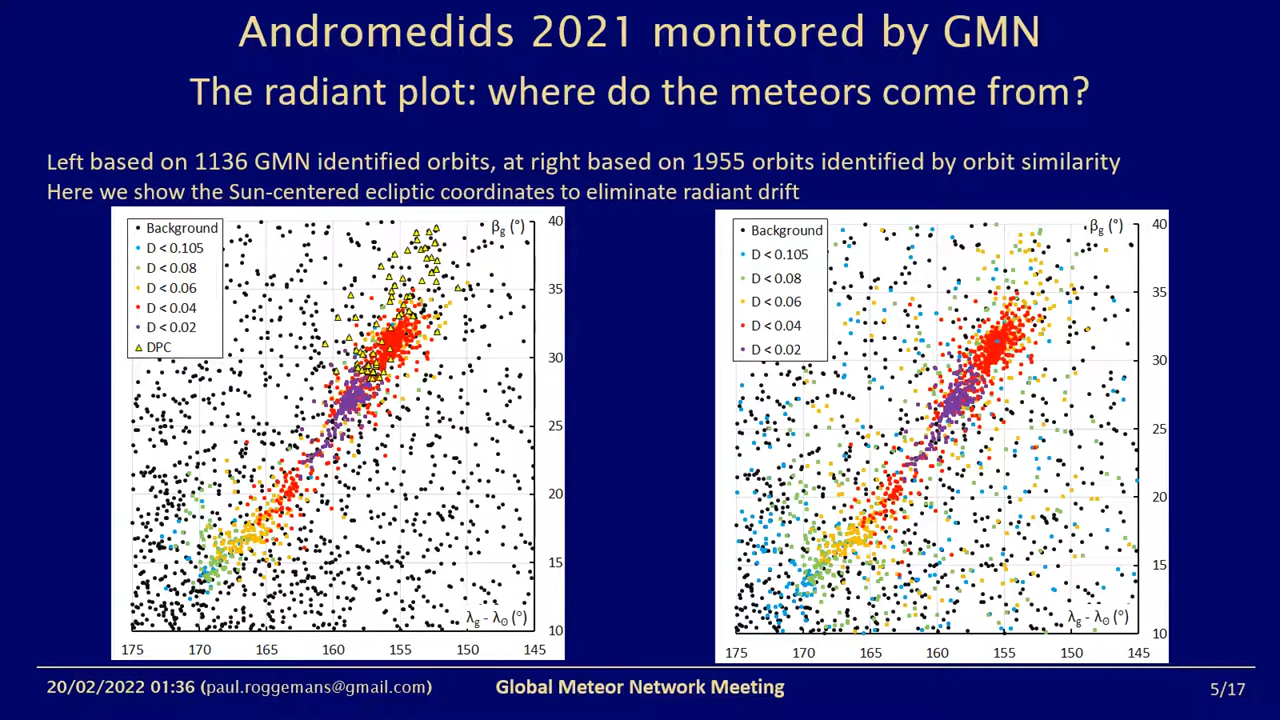 Andromedids 2021 monitored by GMN
The radiant plot: where do the meteors come from?
Left based on 1136 GMN identified orbits, at right based on 1955 orbits identified by orbit similarity
Here we show the Sun-centered ecliptic coordinates to eliminate radiant drift
Background
D < 0.105
D < 0.08
D < 0.06
D < 0.04
D < 0.02
DPC
βg (°)
40
35
30
25
20
15
10
λg - λʘ (°)
175 170 165 160 155 150 145
Background
D < 0.105
D < 0.08
D < 0.06
D < 0.04
D < 0.02
βg (°)
40
35
30
25
20
15
10
λg - λʘ (°)
175 170 165 160 155 150 145
20/02/2022 01:36 (paul.roggemans@gmail.com)
Global Meteor Network Meeting
5/17